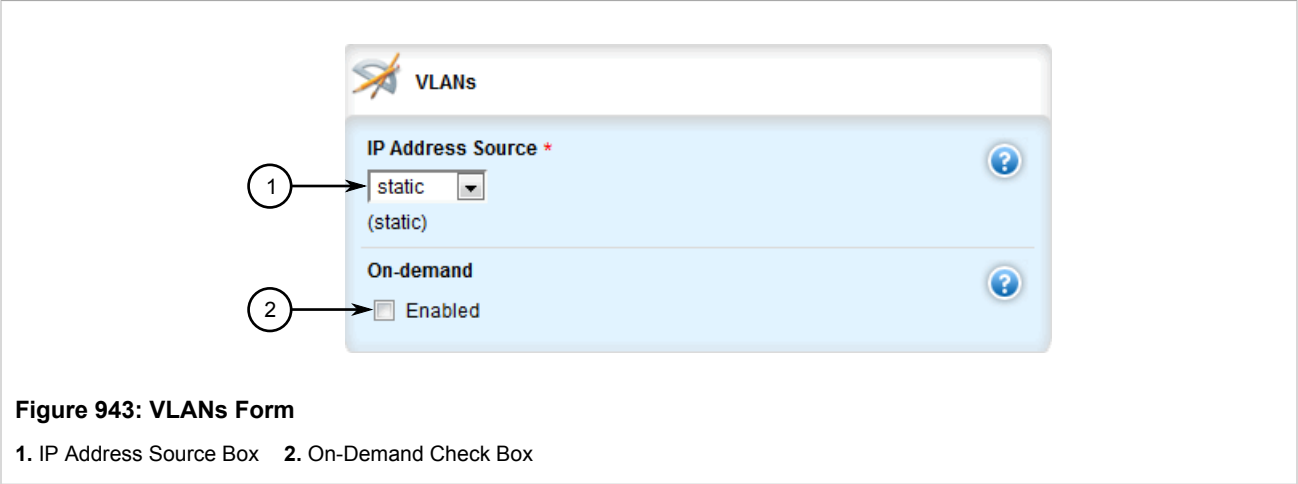 VLANs
IP Address Source *
1
static
(static)
On-demand
2
Enabled
Figure 943: VLANs Form
1. IP Address Source Box 2. On-Demand Check Box